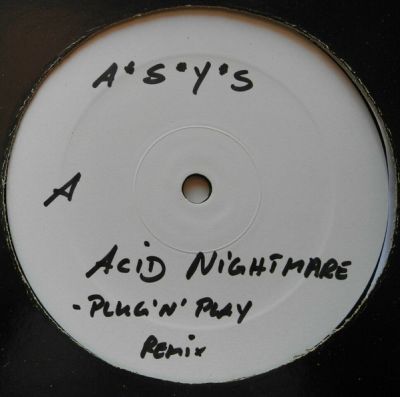 A*S*Y*S
A
ACID NIGHTMARE
- PLUG'N'PLAY
REMIX